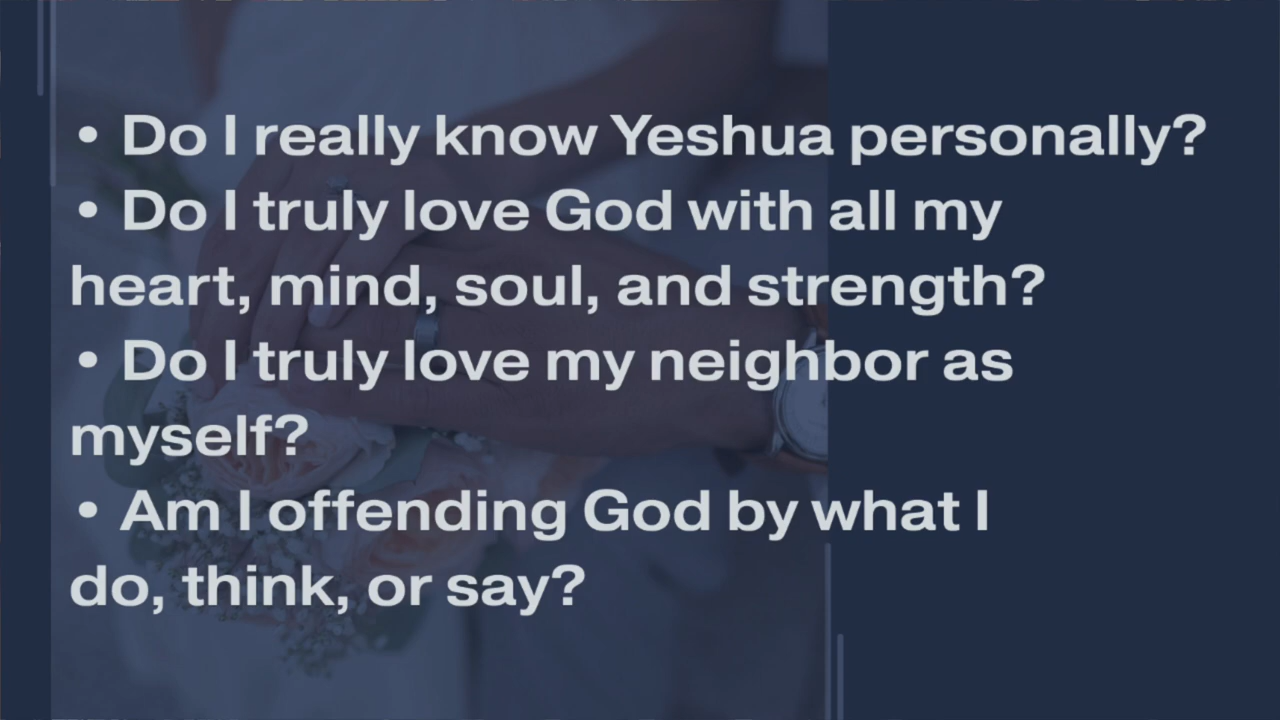 • Do I really know Yeshua personally?
• Do I truly love God with all my
heart, mind, soul, and strength?
• Do I truly love my neighbor as
myself?
• Am I offending God by what I
do, think, or say?